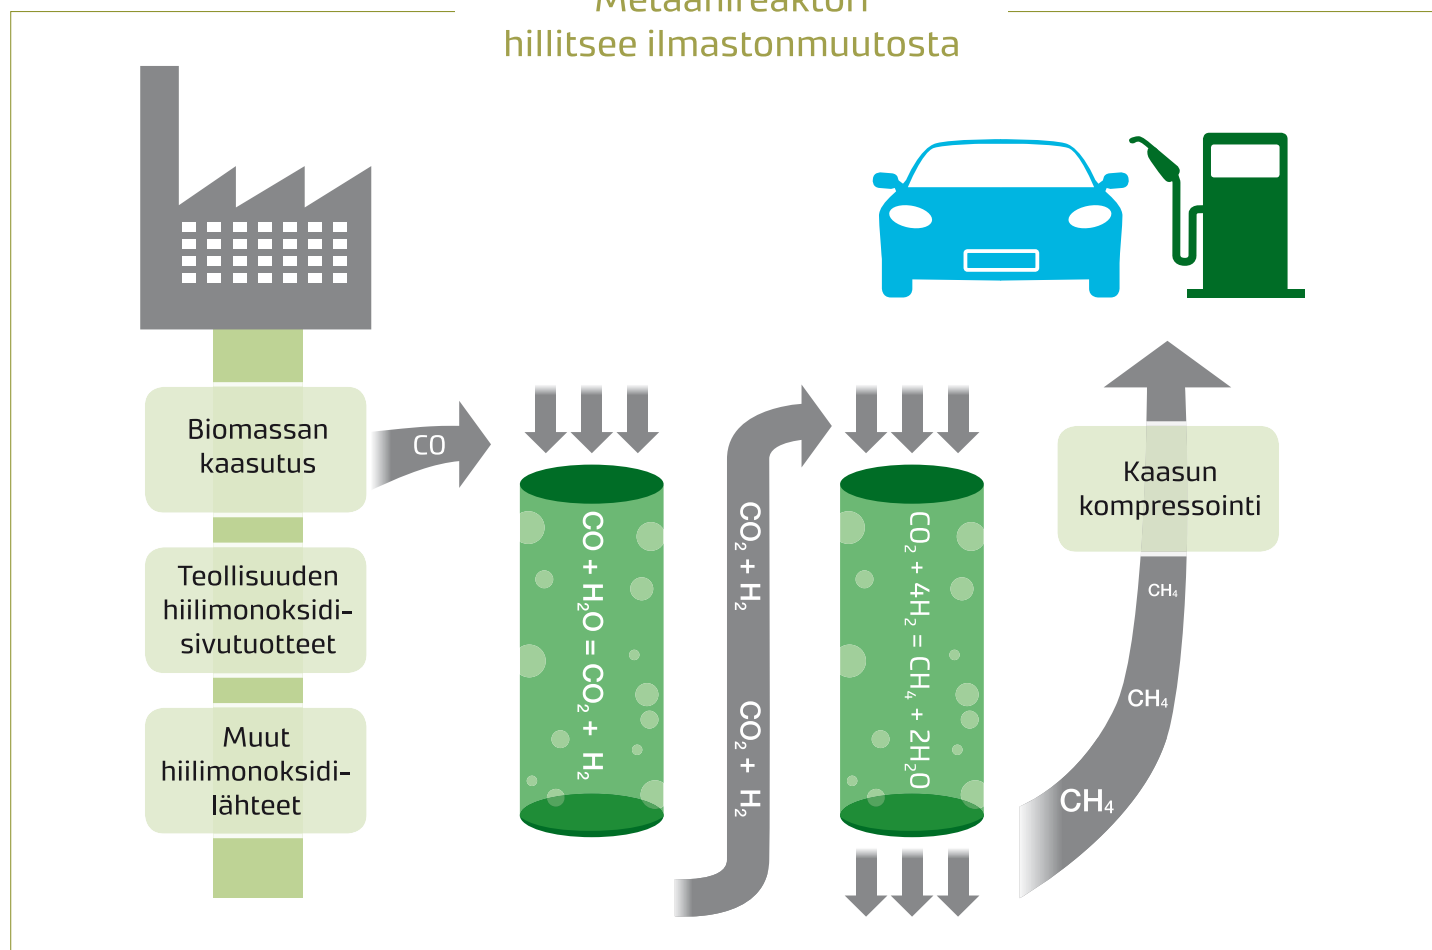 Metaanireaktori
hillitsee ilmastonmuutosta
Biomassan
kaasutus
CO
Teollisuuden
hiilimonoksidi-
sivutuotteet
Muut
hiilimonoksidi-
lähteet
CO + H₂O = CO₂ + H₂
CO₂ + H₂
CO₂ + H₂
CO₂ + 4H₂ = CH₄ + 2H₂O
Kaasun
kompressointi
CH₄
CH₄
CH₄